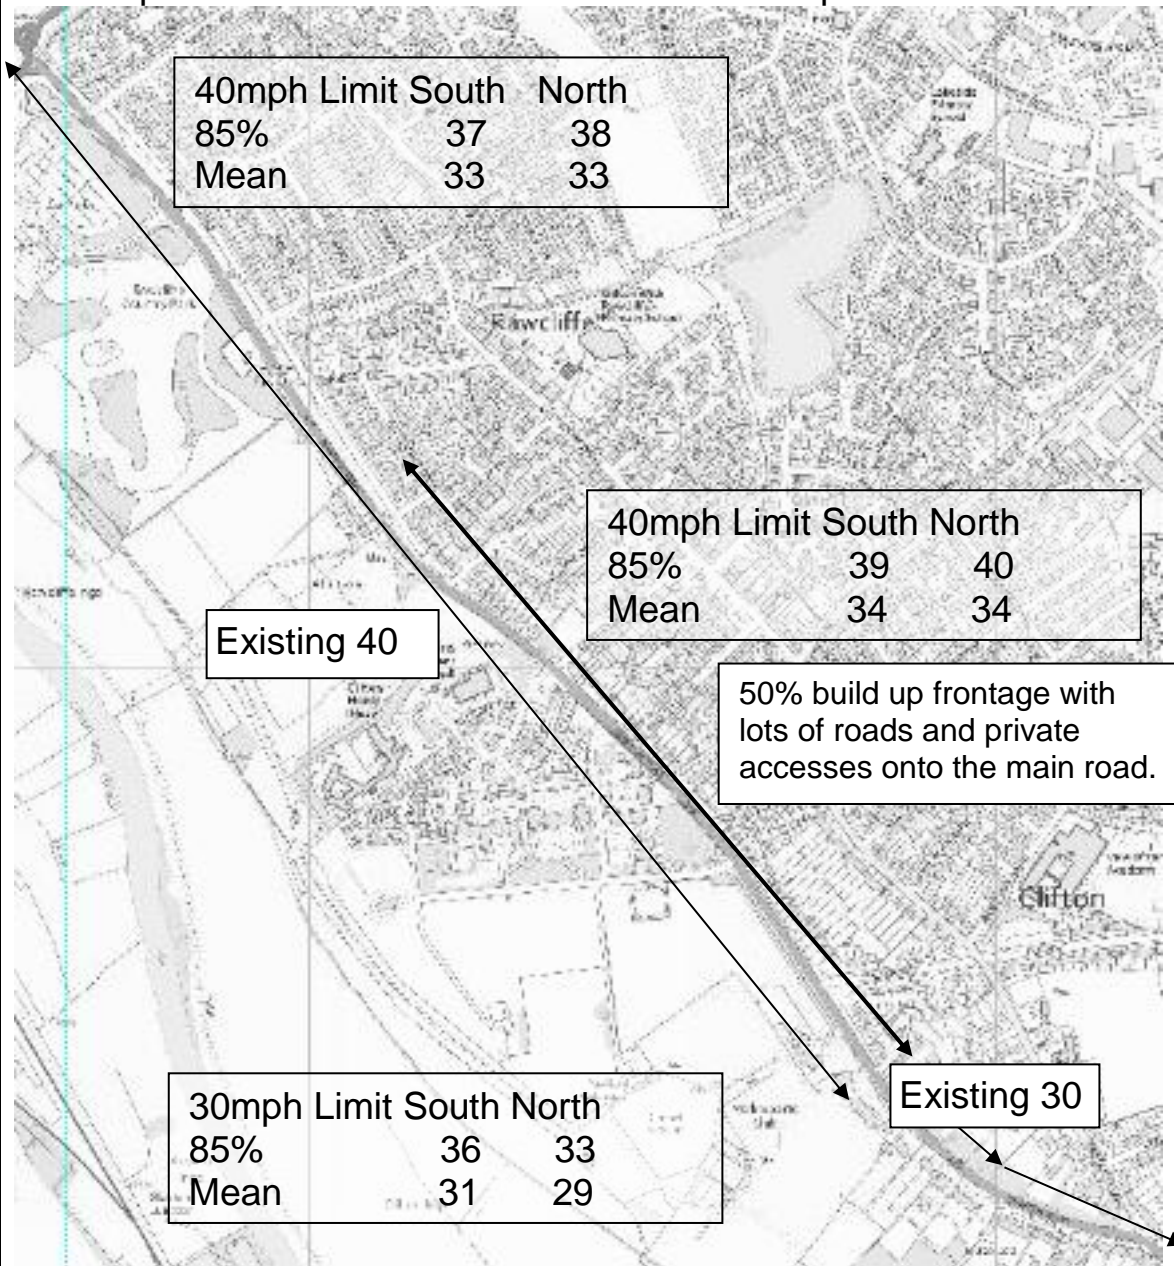 40mph Limit South North
85% 37 38
Mean 33 33
Rawcliffe
40mph Limit South North
85% 39 40
Mean 34 34
Existing 40
50% build up frontage with
lots of roads and private
accesses onto the main road.
Clifton
Existing 30
30mph Limit South North
85% 36 33
Mean 31 29